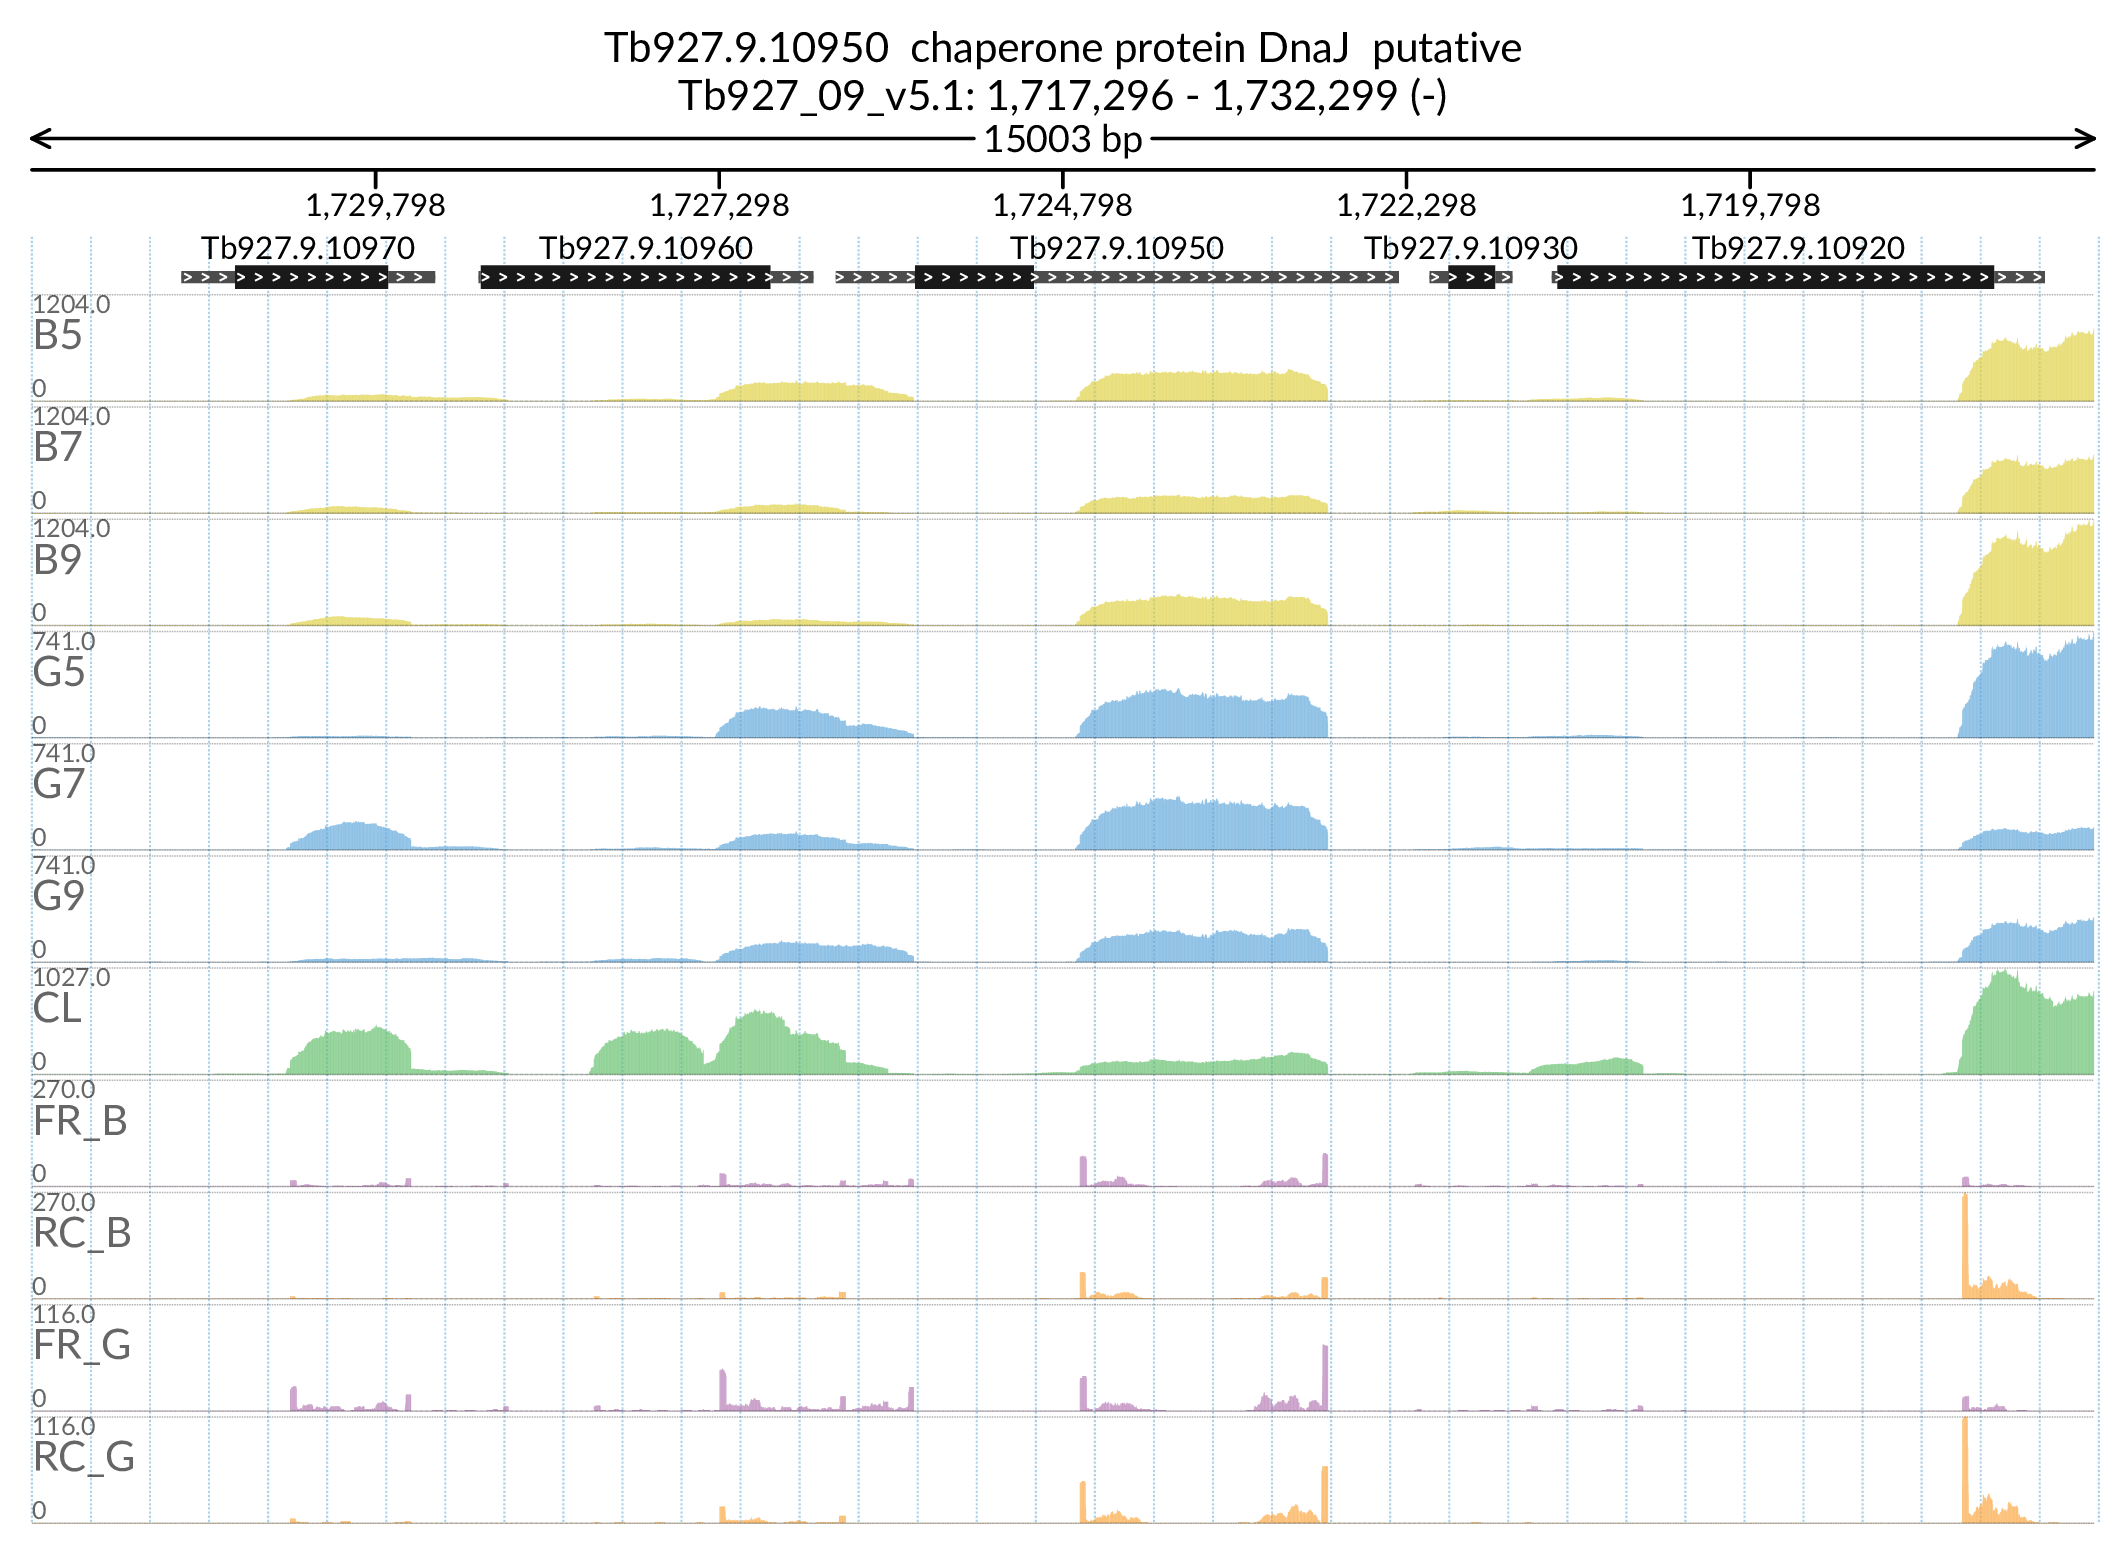 Tb927.9.10950  chaperone protein DnaJ  putative
Tb927_09_v5.1: 1,717,296 - 1,732,299 (-)
15003 bp
1,729,798 1,727,298 1,724,798 1,722,298 1,719,798
Tb927.9.10970 Tb927.9.10960 Tb927.9.10950 Tb927.9.10930 Tb927.9.10920
1204.0
B5
0
1204.0
B7
0
1204.0
B9
0
741.0
G5
0
741.0
G7
0
741.0
G9
0
1027.0
CL
0
270.0
FR_B
0
270.0
RC_B
0
116.0
FR_G
0
116.0
RC_G
0